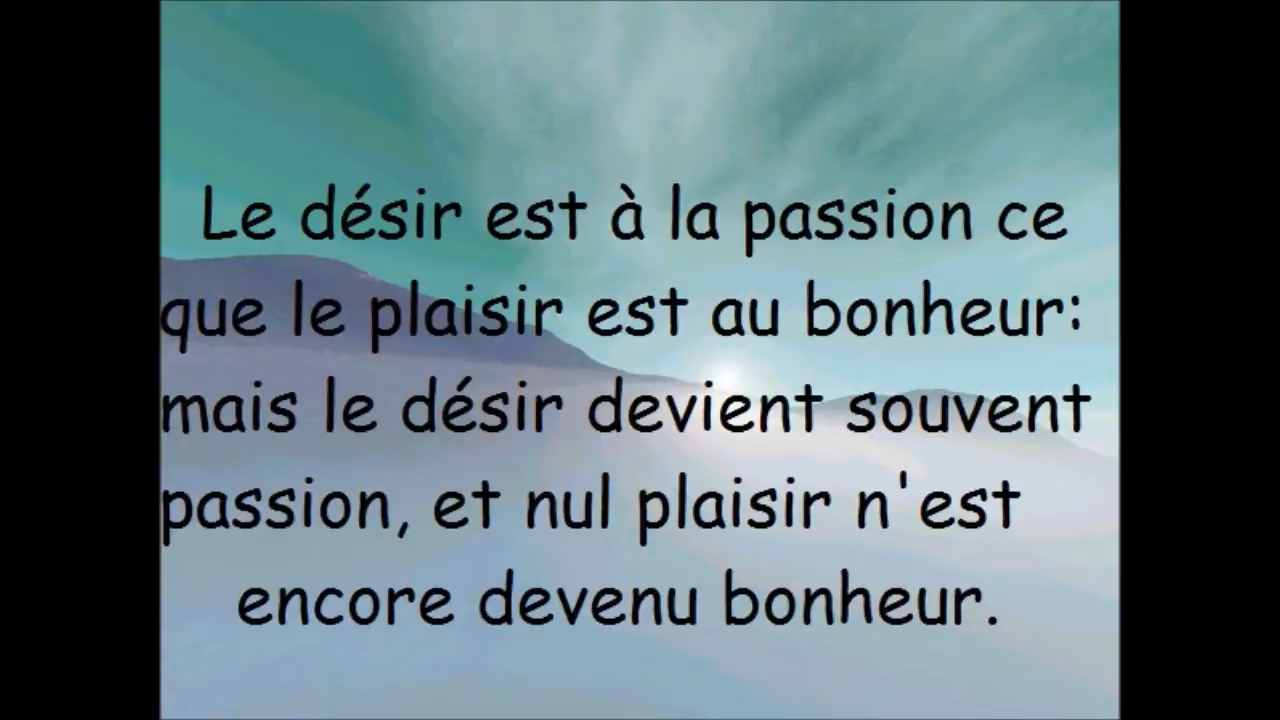 Le désir est à la passion ce
que le plaisir est au bonheur:
mais le désir devient souvent
passion, et nul plaisir n'est
encore devenu bonheur.